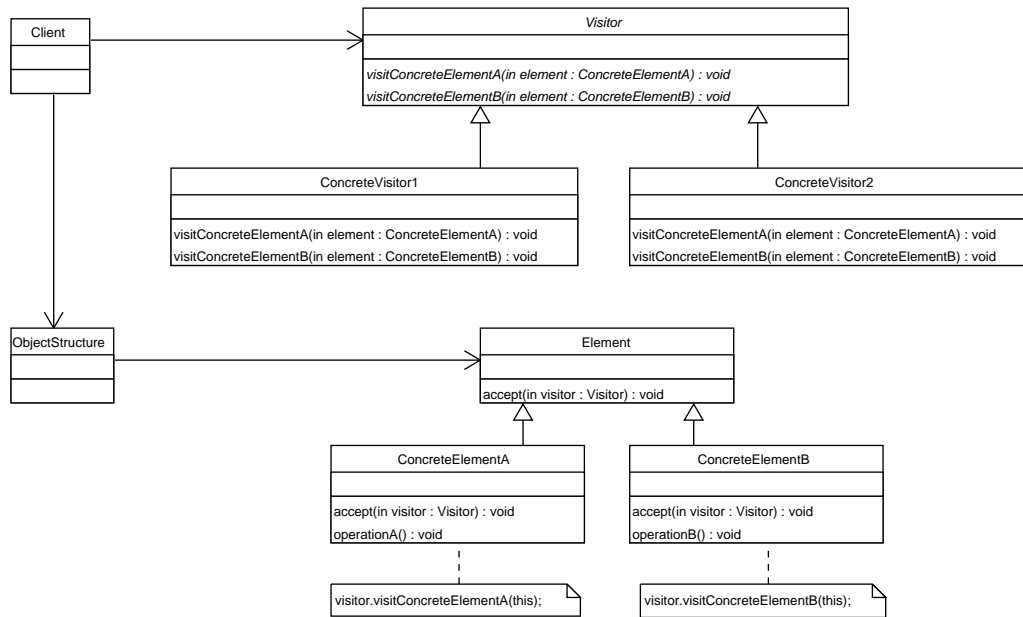 Client
Visitor
visitConcreteElementA(in element : ConcreteElementA) : void
visitConcreteElementB(in element : ConcreteElementB) : void
ConcreteVisitor1
visitConcreteElementA(in element : ConcreteElementA) : void
visitConcreteElementB(in element : ConcreteElementB) : void
ConcreteVisitor2
visitConcreteElementA(in element : ConcreteElementA) : void
visitConcreteElementB(in element : ConcreteElementB) : void
ObjectStructure
Element
accept(in visitor : Visitor) : void
ConcreteElementA
accept(in visitor : Visitor) : void
operationA() : void
ConcreteElementB
accept(in visitor : Visitor) : void
operationB() : void
visitor.visitConcreteElementA(this);
visitor.visitConcreteElementB(this);